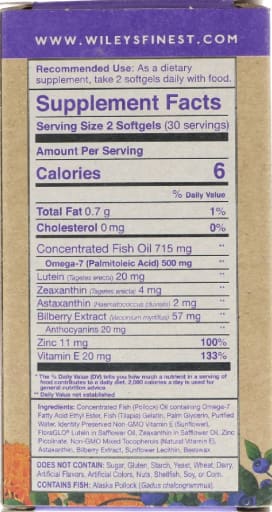 WWW.WILEYSFINEST.COM
Recommended Use: As a dietary
supplement, take 2 softgels daily with food.
Supplement Facts
Serving Size 2 Softgels (30 servings)
Amount Per Serving
Calories 6
% Daily Value
Total Fat 0.7 g 1%
Cholesterol 0 mg 0%
Concentrated Fish Oil 715 mg **
Omega-7 (Palmitoleic Acid) 500 mg **
Lutein (Tagetes erecta) 20 mg **
Zeaxanthin (Tagetes erecta) 4 mg **
Astaxanthin (Haematococcus pluvialis) 2 mg **
Bilberry Extract (Vaccinium myrtillus) 57 mg **
Anthocyanins 20 mg **
Zinc 11 mg 100%
Vitamin E 20 mg 133%
* The % Daily Value (DV) tells you how much a nutrient in a serving of
food contributes to a daily diet. 2,000 calories a day is used for
general nutrition advice.
** Daily Value not established
Ingredients: Concentrated Fish (Pollock) Oil containing Omega-7
Fatty Acid Ethyl Ester, Fish (Tilapia) Gelatin, Palm Glycerin, Purified
Water, Identity Preserved Non-GMO Vitamin E (Sunflower),
FloraGLO® Lutein in Safflower Oil, Zeaxanthin in Safflower Oil, Zinc
Picolinate, Non-GMO Mixed Tocopherols (Natural Vitamin E),
Astaxanthin, Bilberry Extract, Sunflower Lecithin, Beeswax
DOES NOT CONTAIN: Sugar, Gluten, Starch, Yeast, Wheat, Dairy,
Artificial Flavors, Artificial Colors, Nuts, Shellfish, Soy, or Corn.
CONTAINS FISH: Alaska Pollock (Gadus chalcogrammus).